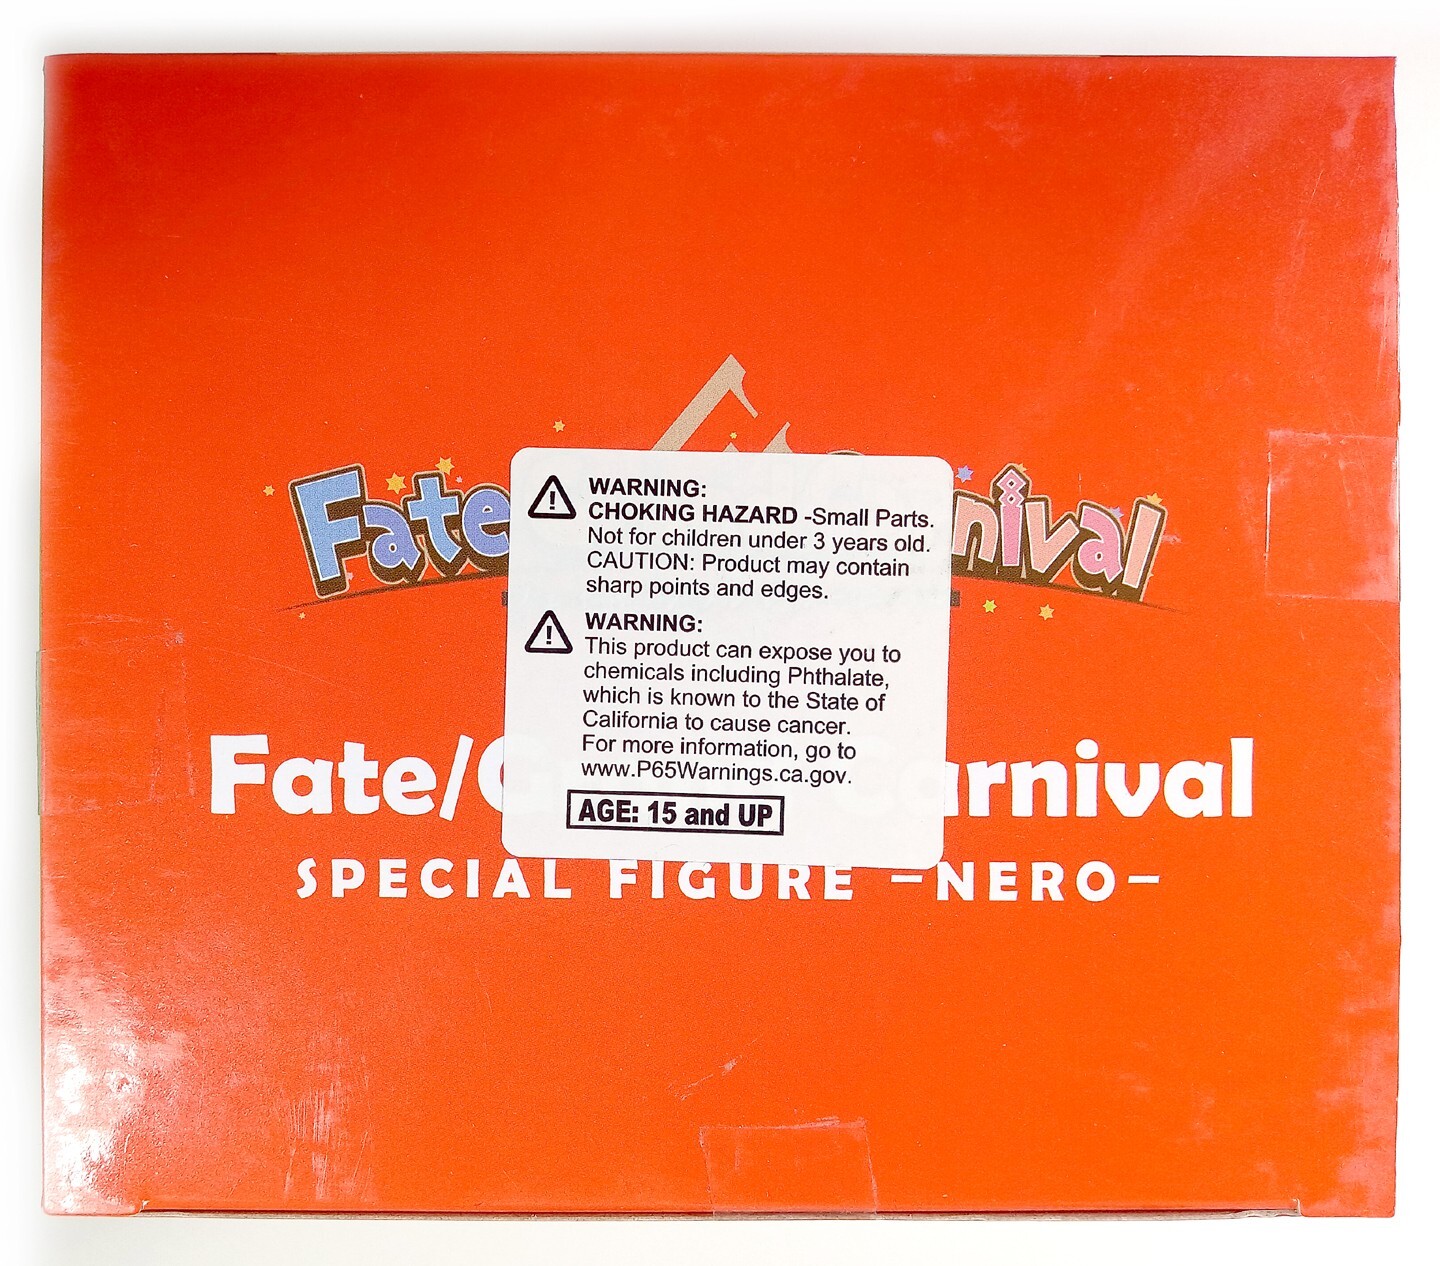 Fate
nival
WARNING:
CHOKING HAZARD -Small Parts.
Not for children under 3 years old.
CAUTION: Product may contain
sharp points and edges.
WARNING:
This product can expose you to
chemicals including Phthalate,
which is known to the State of
California to cause cancer.
For more information, go to
www.P65Warnings.ca.gov.
AGE: 15 and UP
Fate/G arnival
SPECIAL FIGURE –NERO–